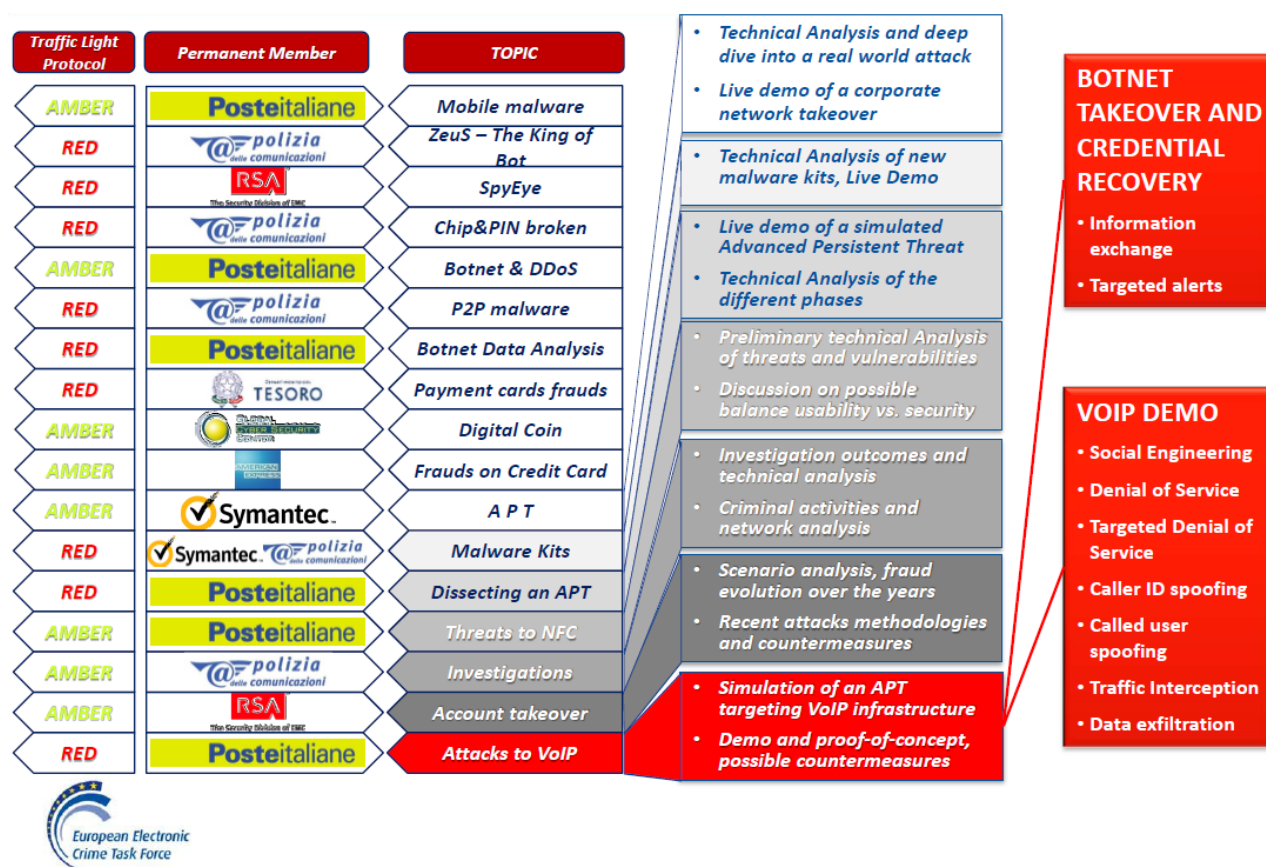 Traffic Light
Protocol
Permanent Member
TOPIC
AMBER
Posteitaliane
Mobile malware
RED
polizia
delle comunicazioni
ZeuS – The King of
Bot
RED
RSA
The Security Division of EMC
SpyEye
RED
polizia
delle comunicazioni
Chip&PIN broken
AMBER
Posteitaliane
Botnet & DDoS
RED
polizia
delle comunicazioni
P2P malware
RED
Posteitaliane
Botnet Data Analysis
RED
TESORO
Payment cards frauds
AMBER
GLOBAL
CYBER SECURITY
CENTER
Digital Coin
AMBER
AMERICAN
EXPRESS
Frauds on Credit Card
AMBER
Symantec™
A P T
RED
Symantec™ polizia
delle comunicazioni
Malware Kits
RED
Posteitaliane
Dissecting an APT
AMBER
Posteitaliane
Threats to NFC
AMBER
polizia
delle comunicazioni
Investigations
AMBER
RSA
The Security Division of EMC
Account takeover
RED
Posteitaliane
Attacks to VoIP
• Technical Analysis and deep
dive into a real world attack
• Live demo of a corporate
network takeover
• Technical Analysis of new
malware kits, Live Demo
• Live demo of a simulated
Advanced Persistent Threat
• Technical Analysis of the
different phases
• Preliminary technical Analysis
of threats and vulnerabilities
• Discussion on possible
balance usability vs. security
• Investigation outcomes and
technical analysis
• Criminal activities and
network analysis
• Scenario analysis, fraud
evolution over the years
• Recent attacks methodologies
and countermeasures
• Simulation of an APT
targeting VoIP infrastructure
• Demo and proof-of-concept,
possible countermeasures
BOTNET
TAKEOVER AND
CREDENTIAL
RECOVERY
• Information
exchange
• Targeted alerts
VOIP DEMO
• Social Engineering
• Denial of Service
• Targeted Denial of
Service
• Caller ID spoofing
• Called user
spoofing
• Traffic Interception
• Data exfiltration
European Electronic
Crime Task Force